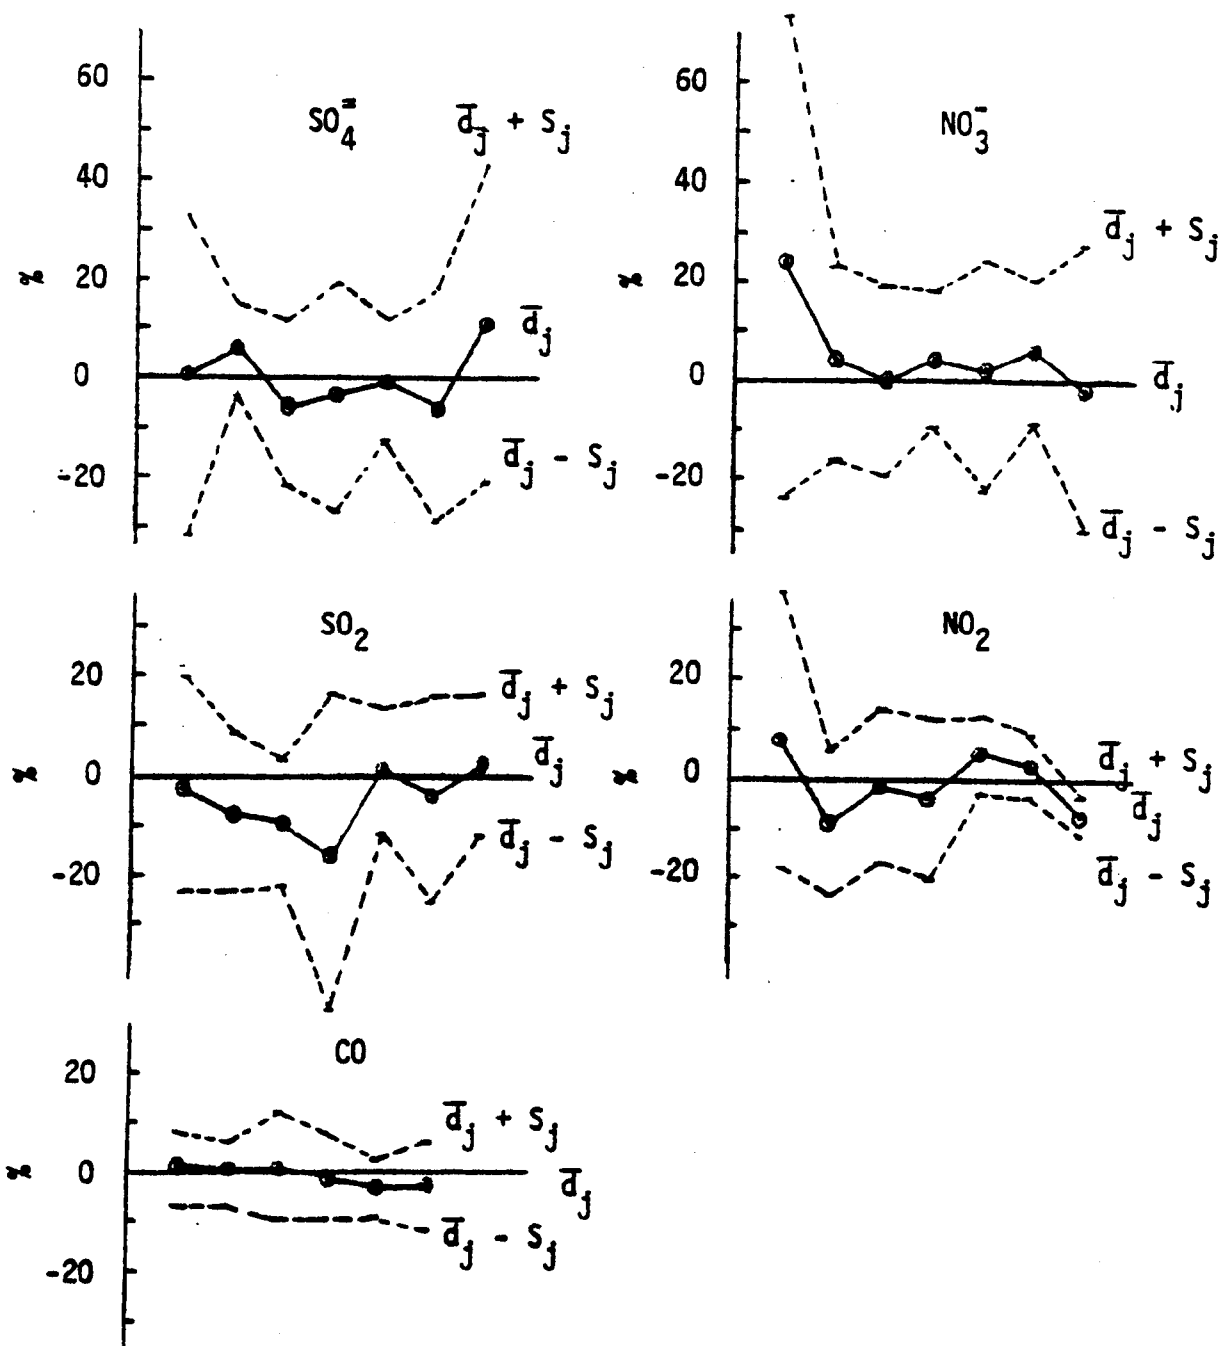 SO₄⁼
60
40
20
0
-20
%
d̄ⱼ + Sⱼ
d̄ⱼ
d̄ⱼ - Sⱼ
NO₃⁻
60
40
20
0
-20
%
d̄ⱼ + Sⱼ
d̄ⱼ
d̄ⱼ - Sⱼ
SO₂
20
0
-20
%
d̄ⱼ + Sⱼ
d̄ⱼ
d̄ⱼ - Sⱼ
NO₂
20
0
-20
%
d̄ⱼ + Sⱼ
d̄ⱼ
d̄ⱼ - Sⱼ
CO
20
0
-20
%
d̄ⱼ + Sⱼ
d̄ⱼ
d̄ⱼ - Sⱼ